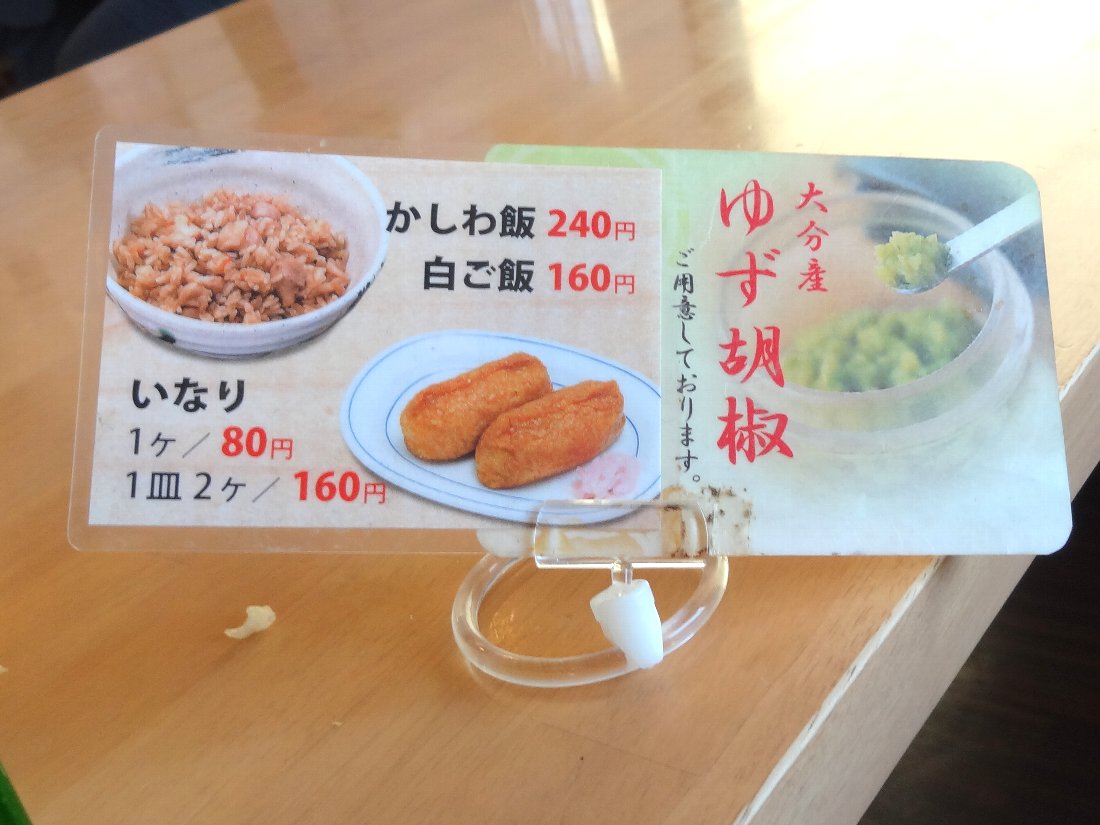 かしわ飯 240円
白ご飯 160円
いなり
1ヶ／80円
1皿2ヶ／160円
大分産
ゆず胡椒
ご用意しております。